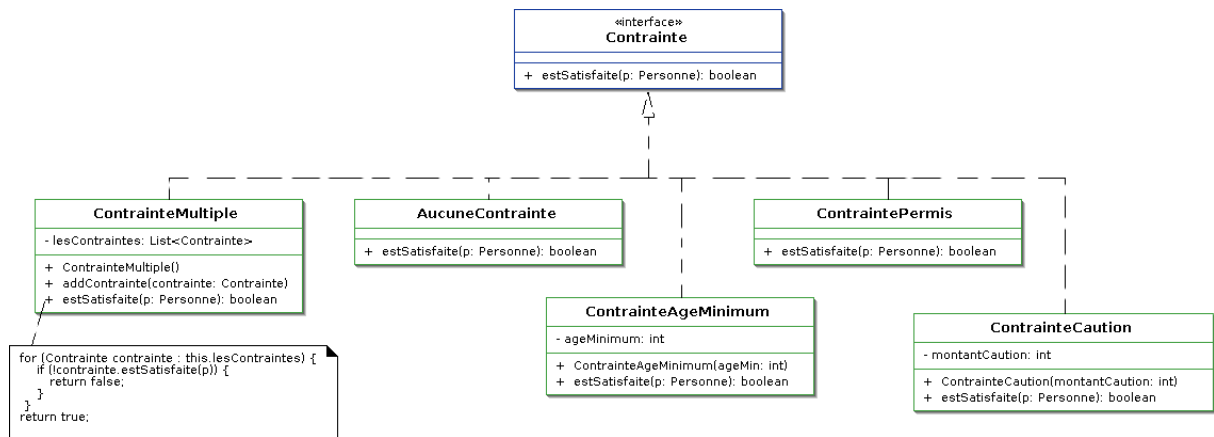 «interface»
Contrainte
+ estSatisfaite(p: Personne): boolean
ContrainteMultiple
- lesContraintes: List<Contrainte>
+ ContrainteMultiple()
+ addContrainte(contrainte: Contrainte)
+ estSatisfaite(p: Personne): boolean
for (Contrainte contrainte : this.lesContraintes) {
if (!contrainte.estSatisfaite(p)) {
return false;
}
}
return true;
AucuneContrainte
+ estSatisfaite(p: Personne): boolean
ContrainteAgeMinimum
- ageMinimum: int
+ ContrainteAgeMinimum(ageMin: int)
+ estSatisfaite(p: Personne): boolean
ContraintePermis
+ estSatisfaite(p: Personne): boolean
ContrainteCaution
- montantCaution: int
+ ContrainteCaution(montantCaution: int)
+ estSatisfaite(p: Personne): boolean